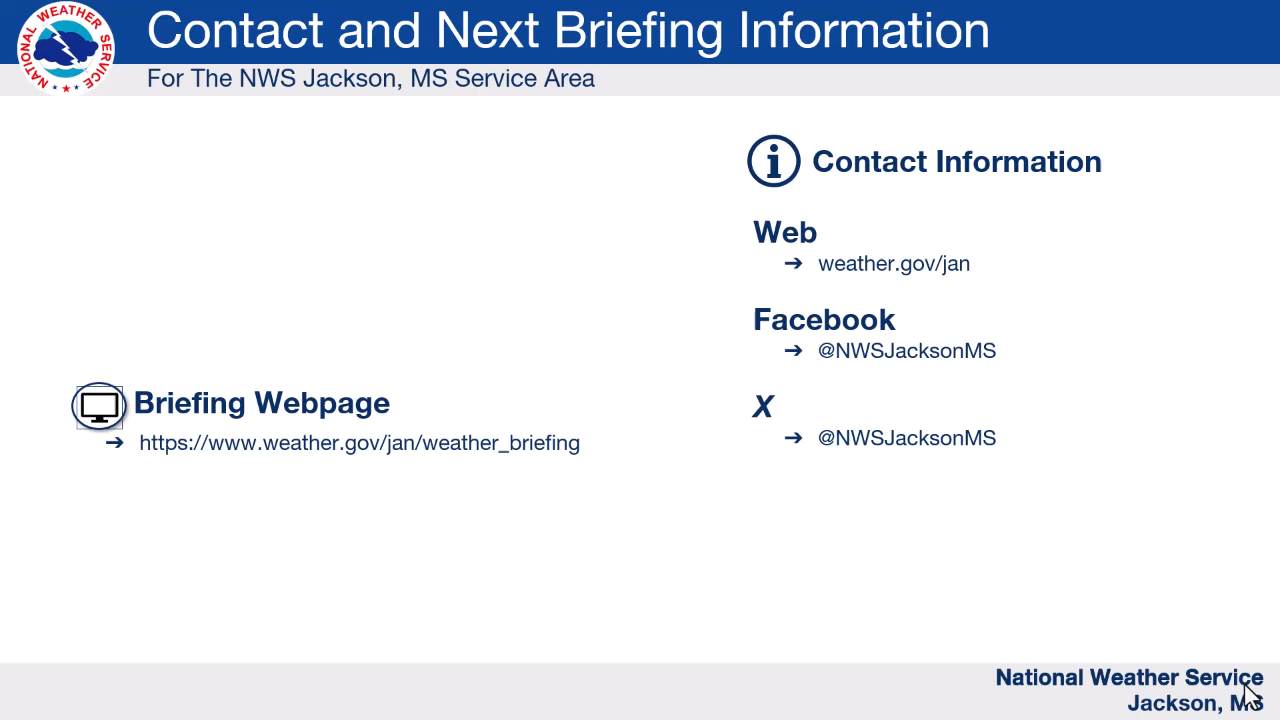 NATIONAL WEATHER SERVICE
Contact and Next Briefing Information
For The NWS Jackson, MS Service Area
Briefing Webpage
➔ https://www.weather.gov/jan/weather_briefing
Contact Information
Web
➔ weather.gov/jan
Facebook
➔ @NWSJacksonMS
X
➔ @NWSJacksonMS
National Weather Service
Jackson, MS